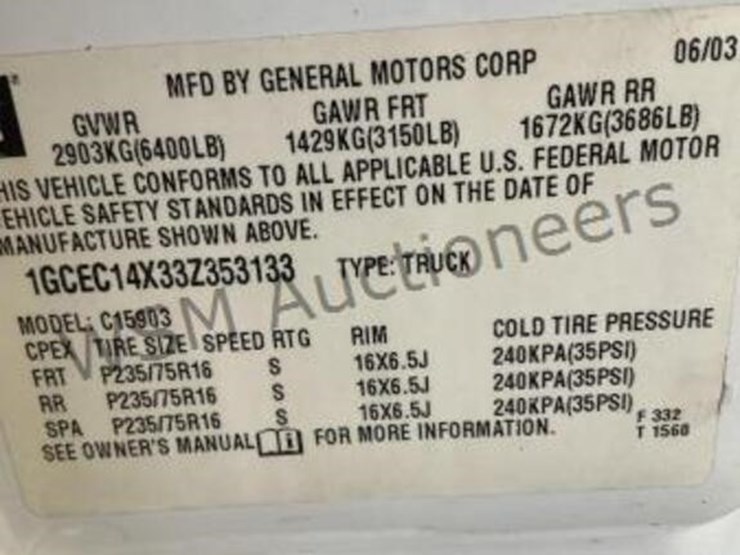 MFD BY GENERAL MOTORS CORP 06/03
GVWR GAWR FRT GAWR RR
2903KG(6400LB) 1429KG(3150LB) 1672KG(3686LB)
HIS VEHICLE CONFORMS TO ALL APPLICABLE U.S. FEDERAL MOTOR
EHICLE SAFETY STANDARDS IN EFFECT ON THE DATE OF
MANUFACTURE SHOWN ABOVE.
1GCEC14X33Z353133 TYPE: TRUCK
MODEL: C15903
CPEX TIRE SIZE SPEED RTG RIM COLD TIRE PRESSURE
FRT P235/75R16 S 16X6.5J 240KPA(35PSI)
RR P235/75R16 S 16X6.5J 240KPA(35PSI)
SPA P235/75R16 S 16X6.5J 240KPA(35PSI)
SEE OWNER'S MANUAL i FOR MORE INFORMATION.
F 332
T 1560
Auctioneers